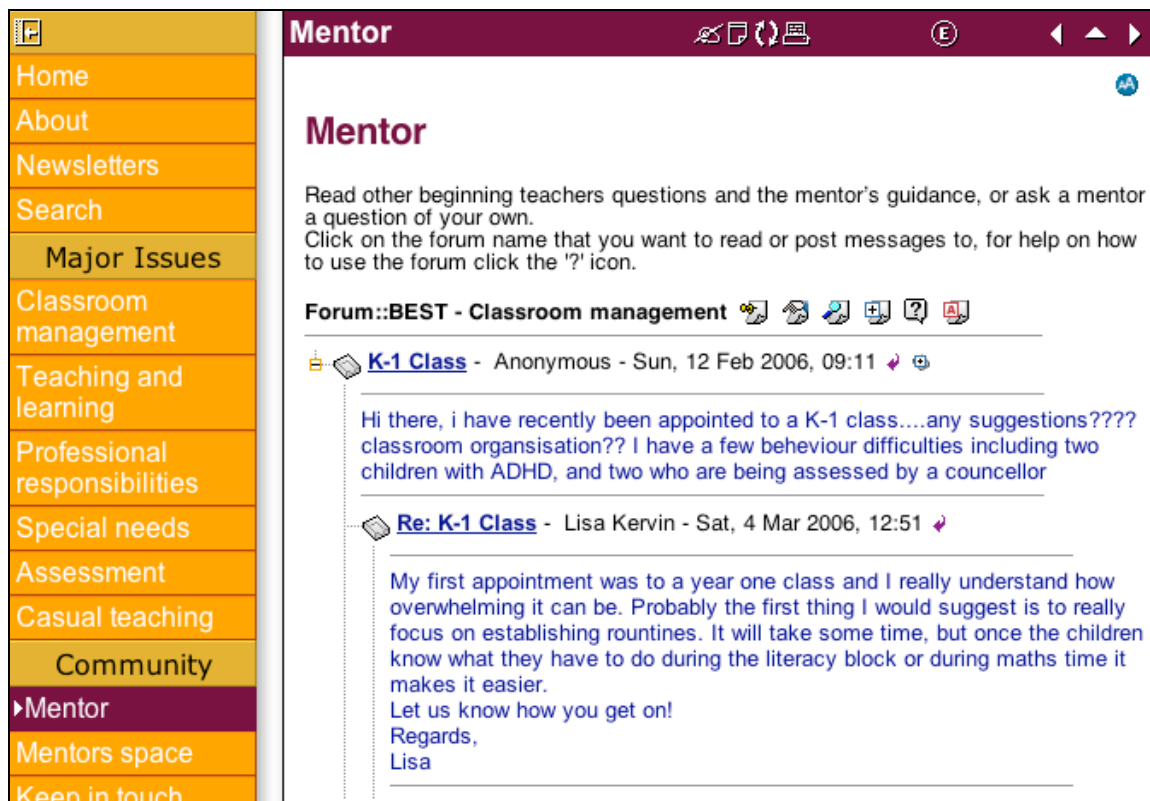 Home
About
Newsletters
Search
Major Issues
Classroom
management
Teaching and
learning
Professional
responsibilities
Special needs
Assessment
Casual teaching
Community
Mentor
Mentors space
Keep in touch
Mentor
E
AA
Mentor
Read other beginning teachers questions and the mentor's guidance, or ask a mentor
a question of your own.
Click on the forum name that you want to read or post messages to, for help on how
to use the forum click the '?' icon.
Forum::BEST - Classroom management
K-1 Class - Anonymous - Sun, 12 Feb 2006, 09:11
Hi there, i have recently been appointed to a K-1 class....any suggestions????
classroom organsisation?? I have a few beheviour difficulties including two
children with ADHD, and two who are being assessed by a councellor
Re: K-1 Class - Lisa Kervin - Sat, 4 Mar 2006, 12:51
My first appointment was to a year one class and I really understand how
overwhelming it can be. Probably the first thing I would suggest is to really
focus on establishing rountines. It will take some time, but once the children
know what they have to do during the literacy block or during maths time it
makes it easier.
Let us know how you get on!
Regards,
Lisa